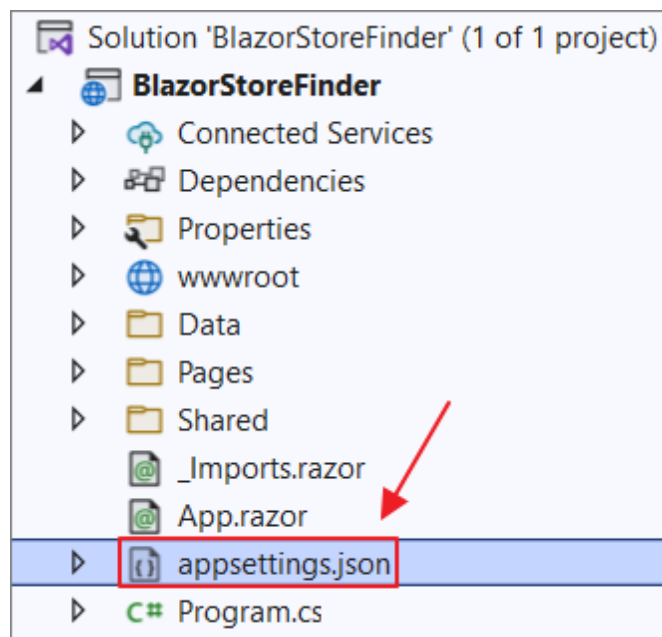 Solution 'BlazorStoreFinder' (1 of 1 project)
BlazorStoreFinder
Connected Services
Dependencies
Properties
wwwroot
Data
Pages
Shared
_Imports.razor
App.razor
appsettings.json
C# Program.cs